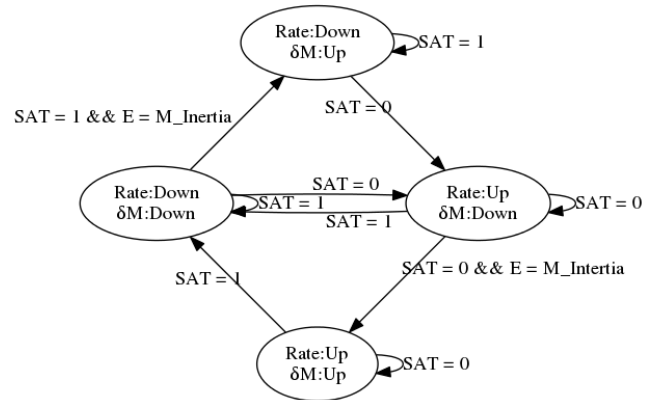 Rate:Down
δM:Up
SAT = 1
SAT = 0
SAT = 1 && E = M_Inertia
Rate:Down
δM:Down
SAT = 1
SAT = 0
SAT = 1
Rate:Up
δM:Down
SAT = 0
SAT = 0 && E = M_Intertia
SAT = 1
Rate:Up
δM:Up
SAT = 0